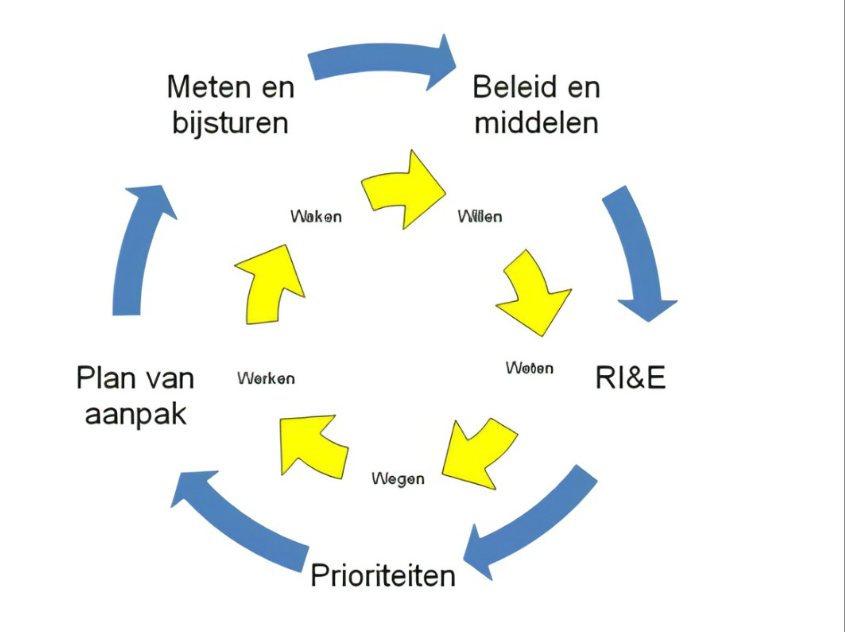 Meten en
bijsturen
Beleid en
middelen
Waken
Willen
Weten
RI&E
Plan van
aanpak
Werken
Wegen
Prioriteiten